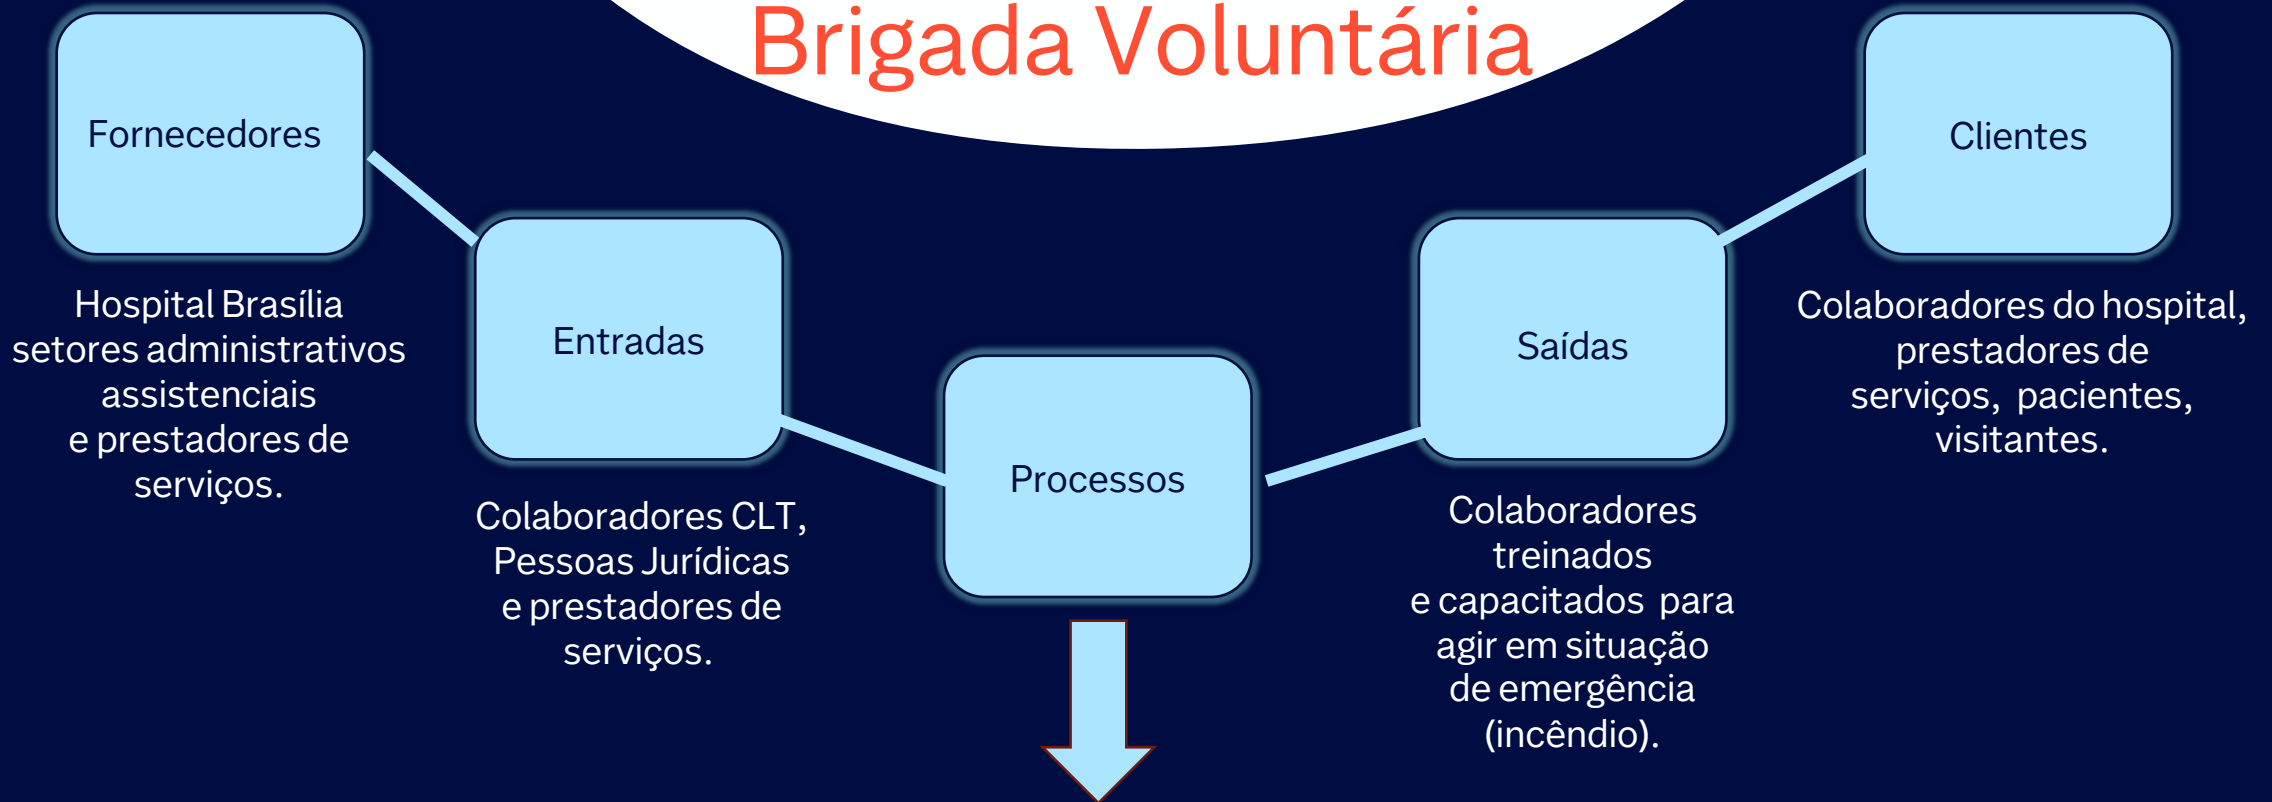 Brigada Voluntária
Fornecedores
Hospital Brasília
setores administrativos
assistenciais
e prestadores de
serviços.
Entradas
Colaboradores CLT,
Pessoas Jurídicas
e prestadores de
serviços.
Processos
Saídas
Colaboradores
treinados
e capacitados para
agir em situação
de emergência
(incêndio).
Clientes
Colaboradores do hospital,
prestadores de
serviços, pacientes,
visitantes.